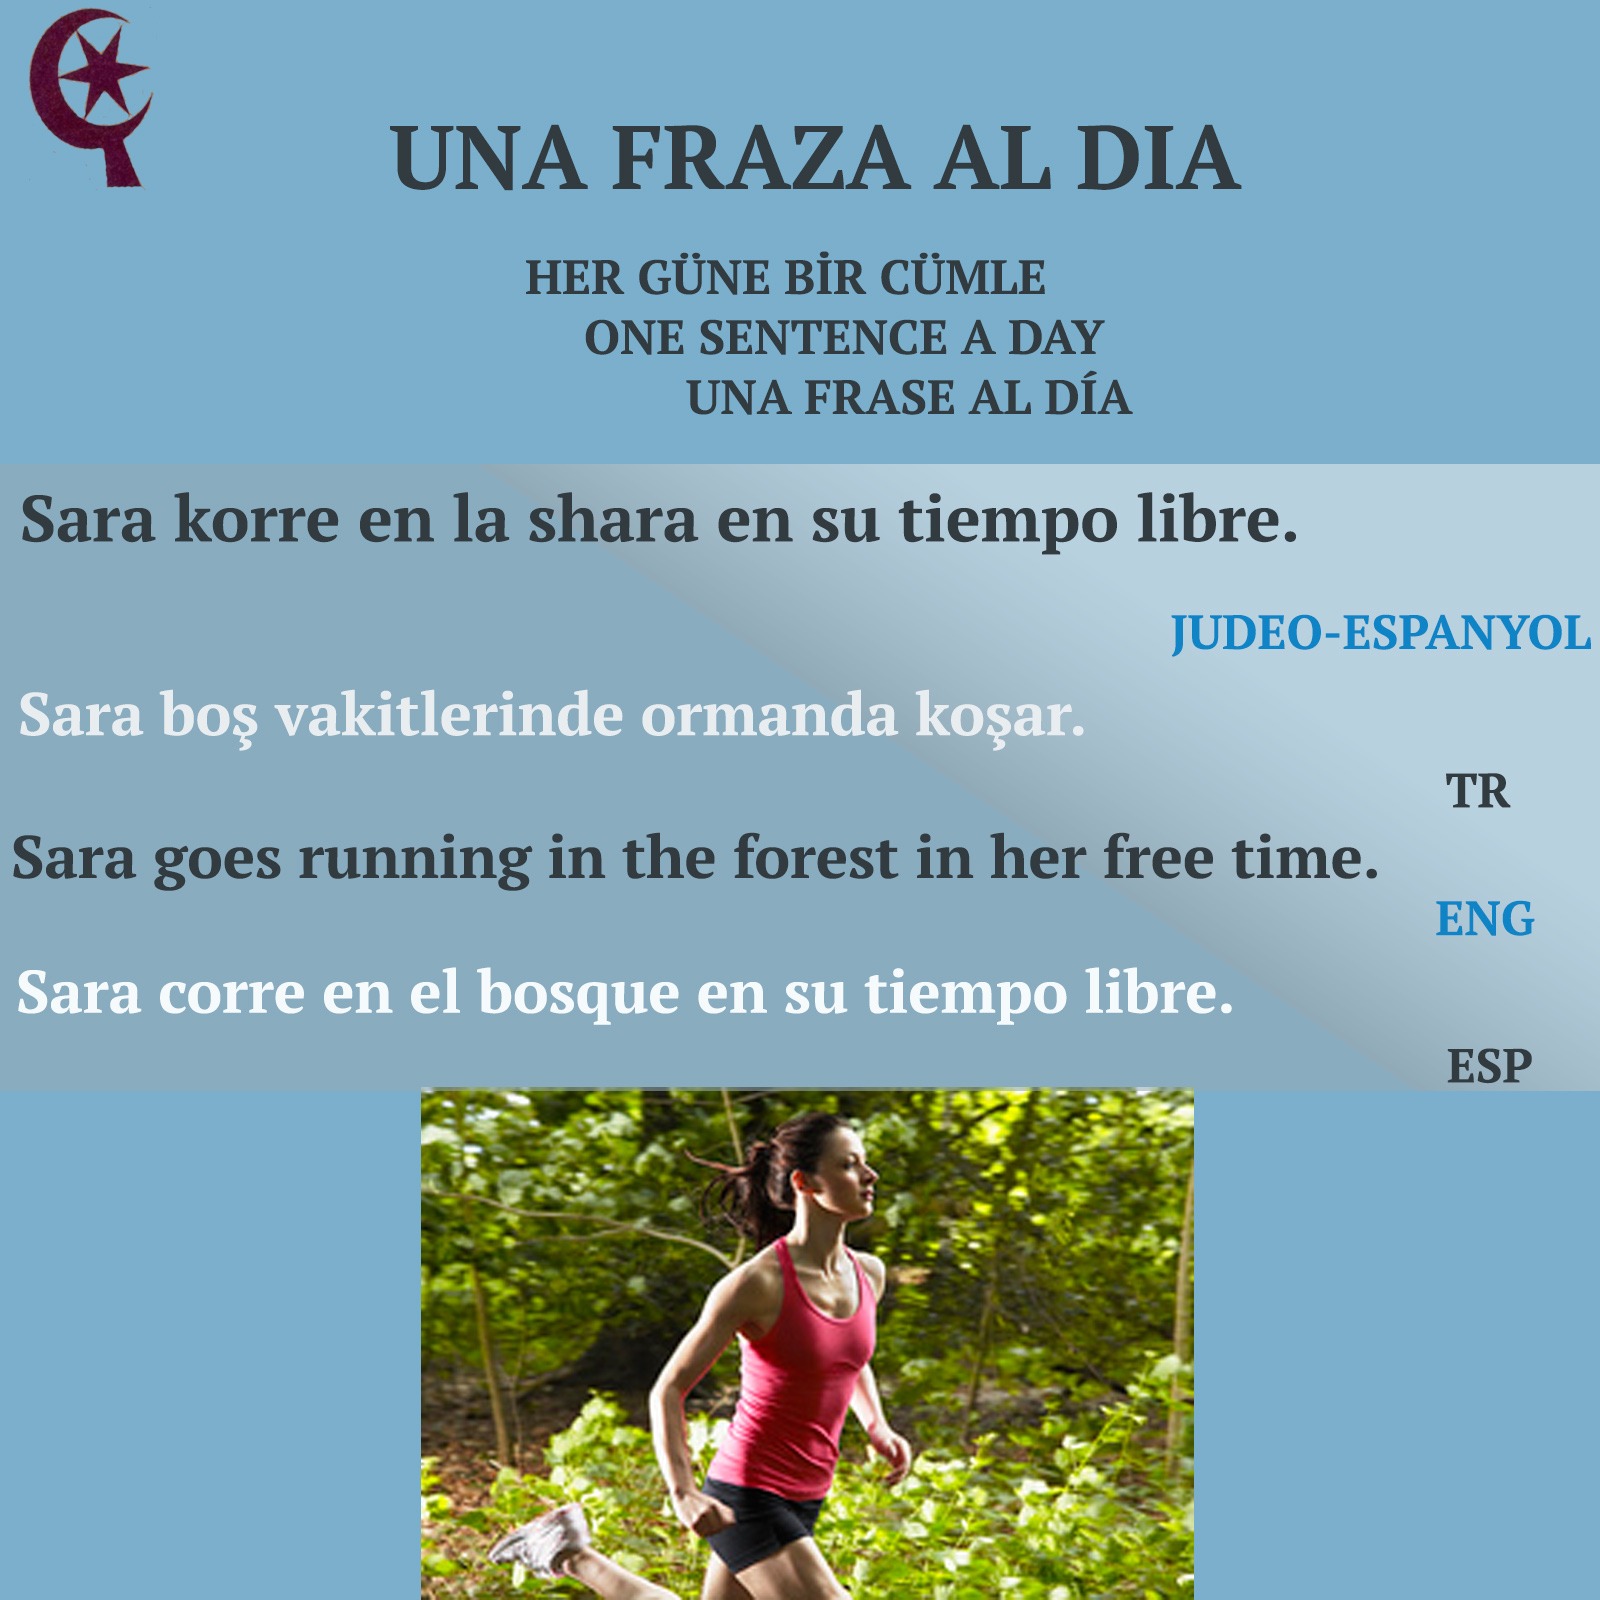 UNA FRAZA AL DIA
HER GÜNE BİR CÜMLE
ONE SENTENCE A DAY
UNA FRASE AL DÍA
Sara korre en la shara en su tiempo libre.
JUDEO-ESPANYOL
Sara boş vakitlerinde ormanda koşar.
TR
Sara goes running in the forest in her free time.
ENG
Sara corre en el bosque en su tiempo libre.
ESP